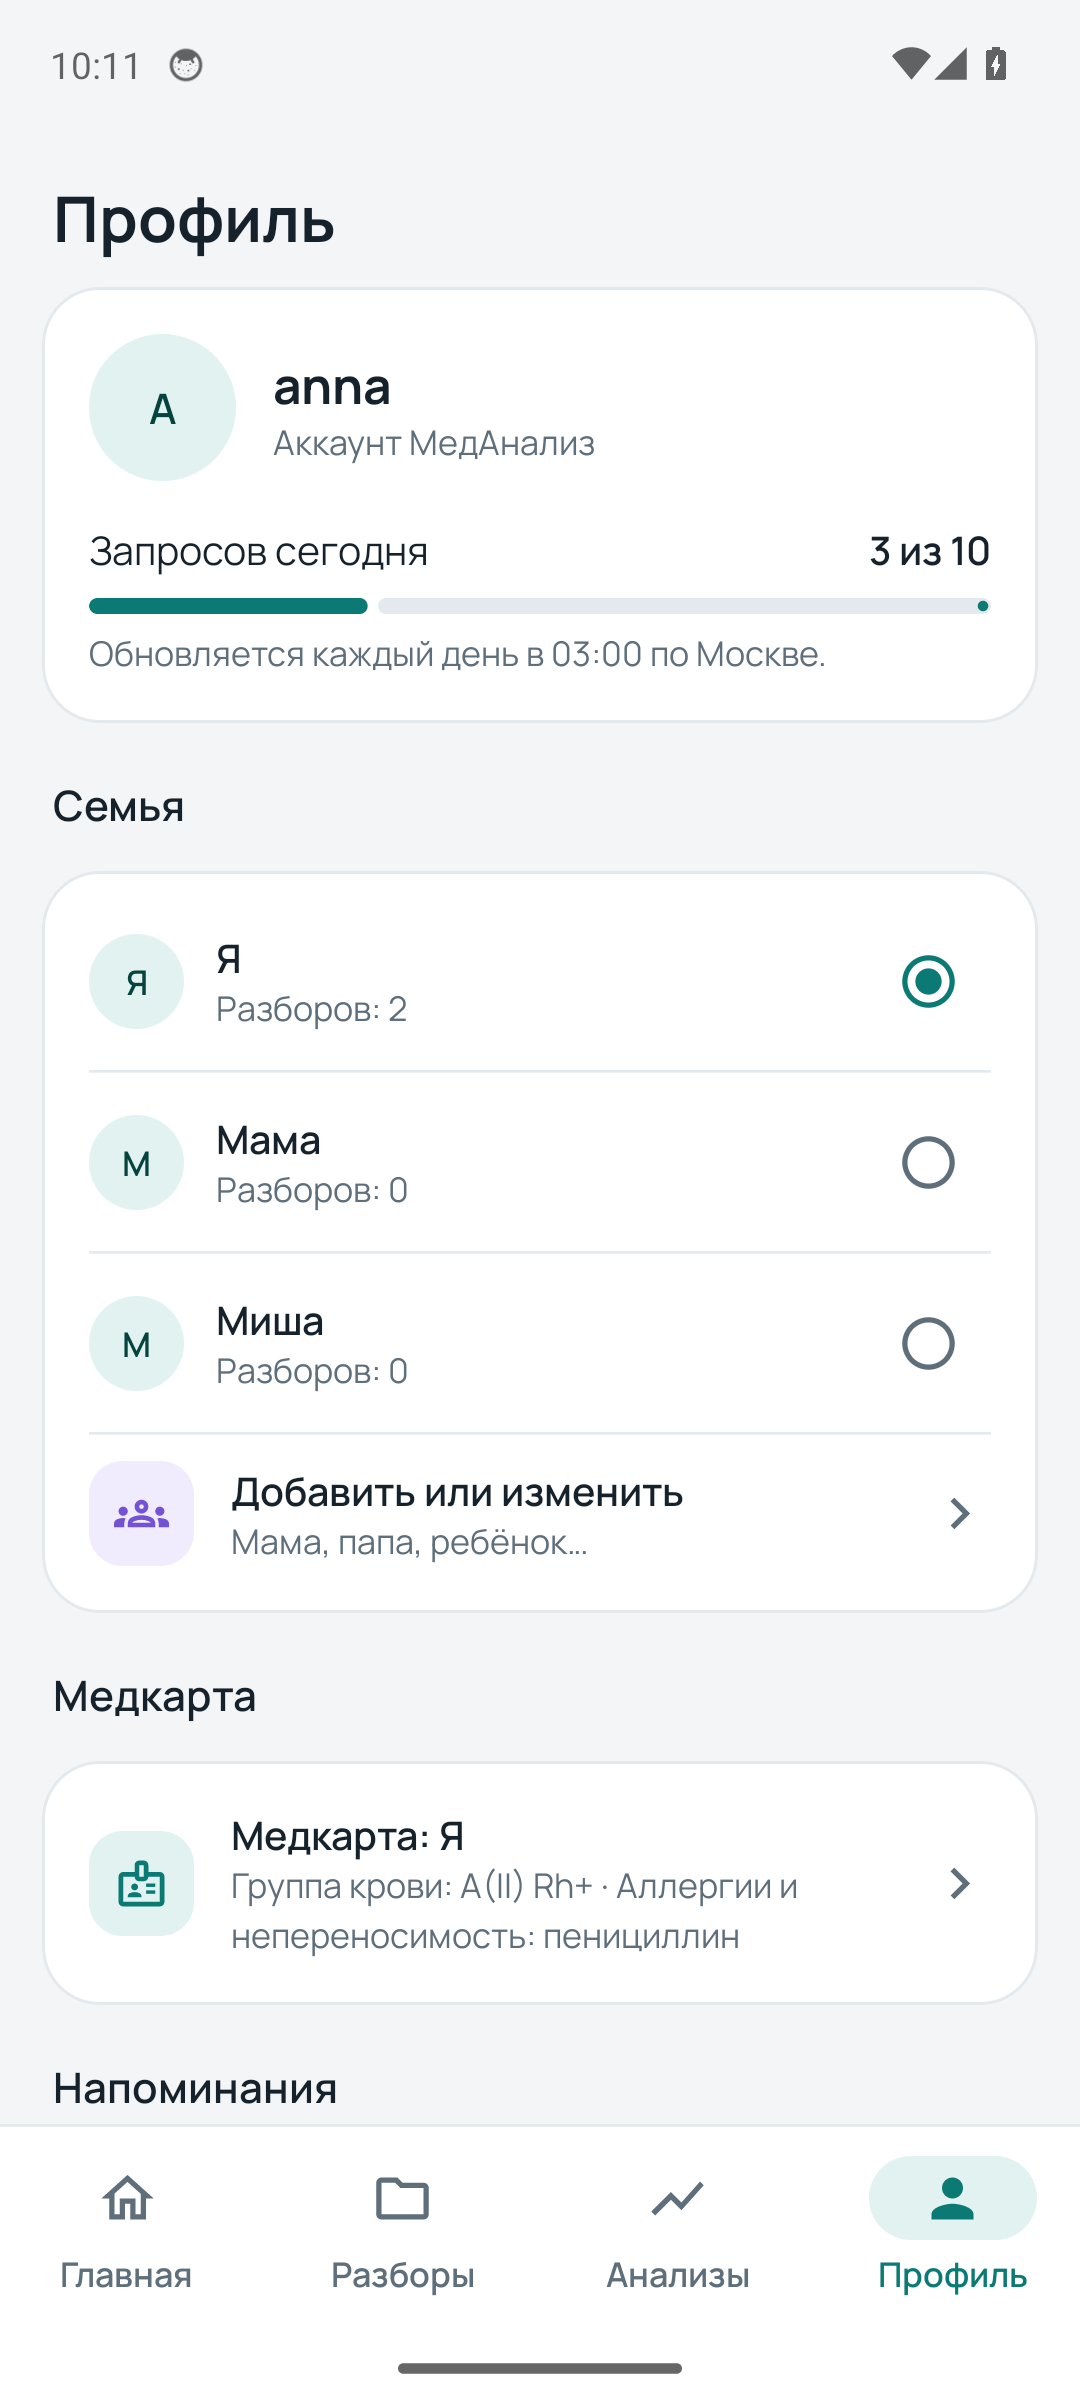 10:11
Профиль
A
anna
Аккаунт МедАнализ
Запросов сегодня
3 из 10
Обновляется каждый день в 03:00 по Москве.
Семья
Я
Я
Разборов: 2
М
Мама
Разборов: 0
М
Миша
Разборов: 0
Добавить или изменить
Мама, папа, ребёнок...
Медкарта
Медкарта: Я
Группа крови: A(II) Rh+ · Аллергии и
непереносимость: пенициллин
Напоминания
Главная
Разборы
Анализы
Профиль